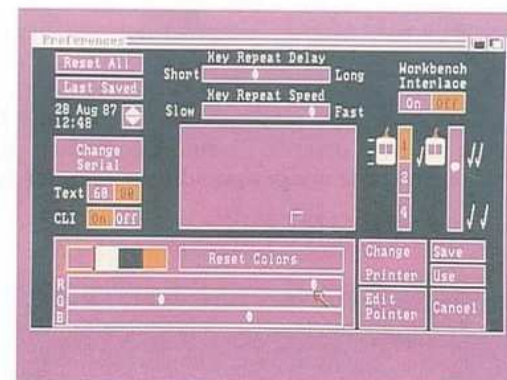 Preferences
Reset All
Last Saved
28 Aug 87
12:48
Change
Serial
Text 60 80
CLI On Off
Key Repeat Delay
Short Long
Key Repeat Speed
Slow Fast
Workbench
Interlace
On Off
1
2
4
Reset Colors
R
G
B
Change
Printer
Edit
Pointer
Save
Use
Cancel